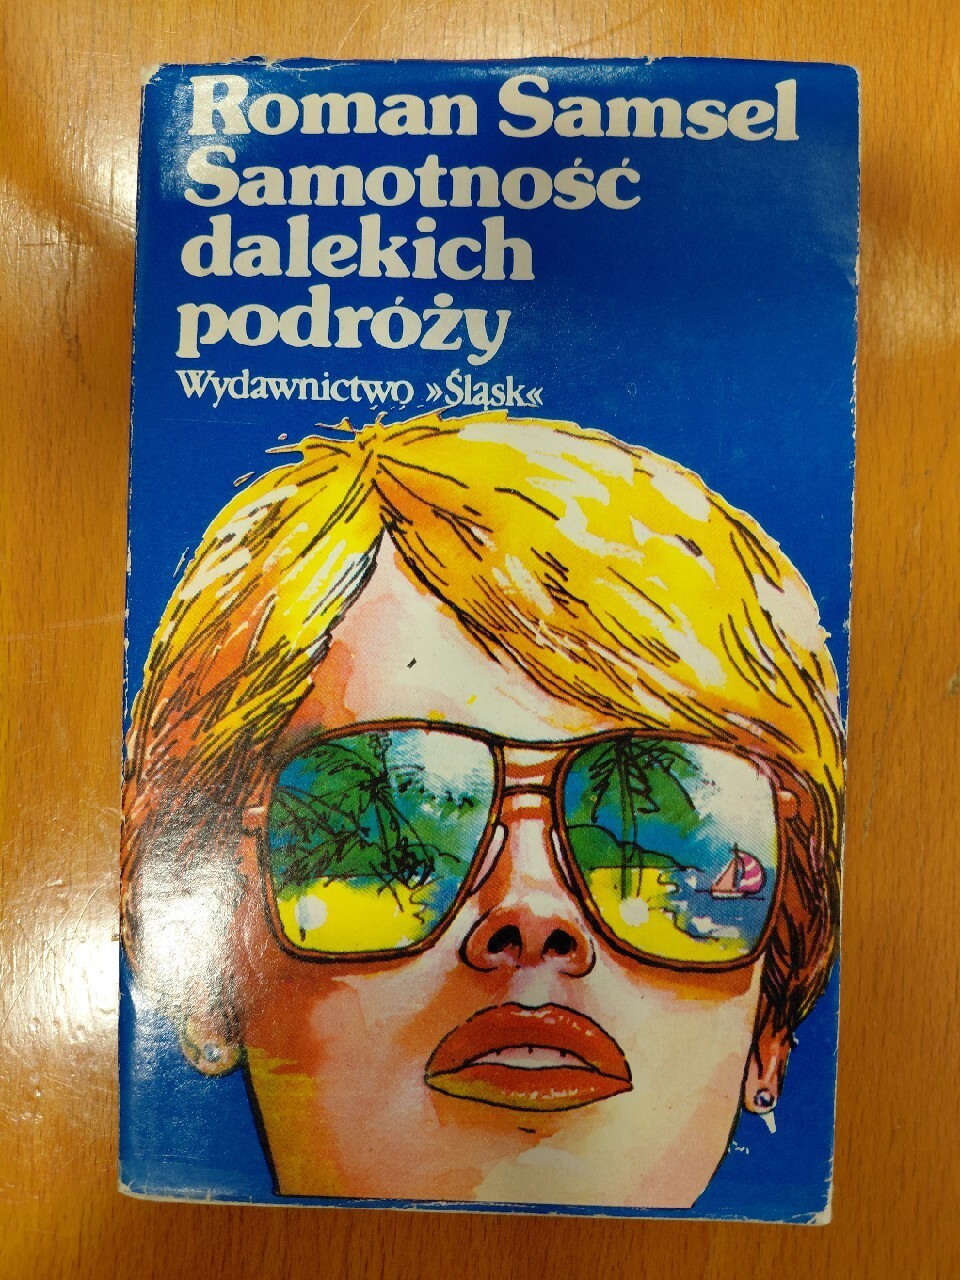 Roman Samsel
Samotność
dalekich
podróży
Wydawnictwo »Śląsk«